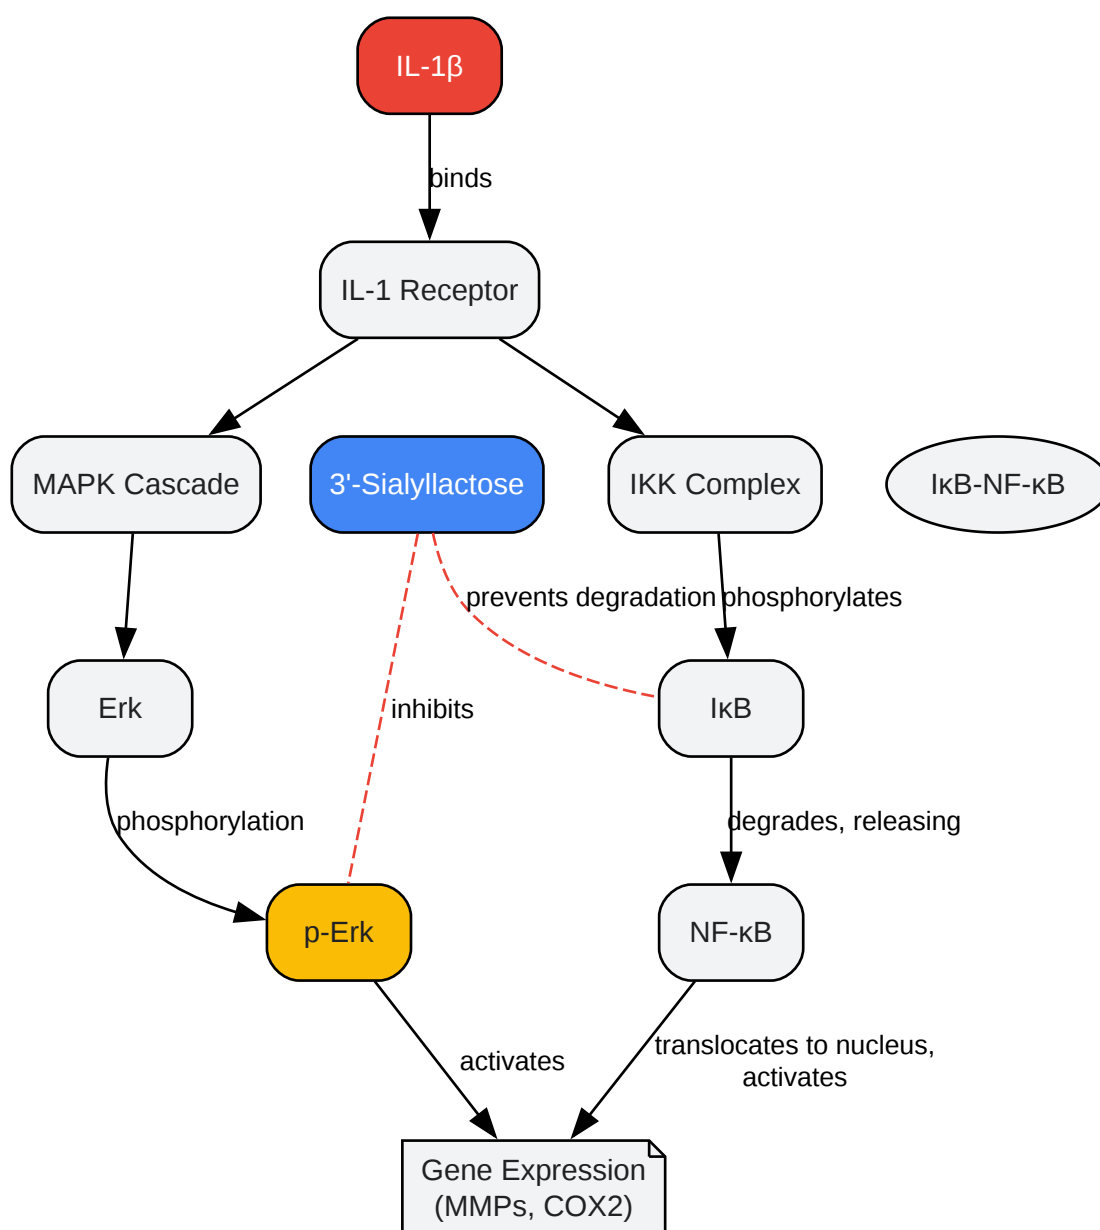 IL-1β
binds
IL-1 Receptor
MAPK Cascade
3'-Sialyllactose
IKK Complex
IκB-NF-κB
prevents degradation
phosphorylates
Erk
inhibits
IκB
phosphorylation
degrades, releasing
p-Erk
NF-κB
activates
translocates to nucleus,
activates
Gene Expression
(MMPs, COX2)